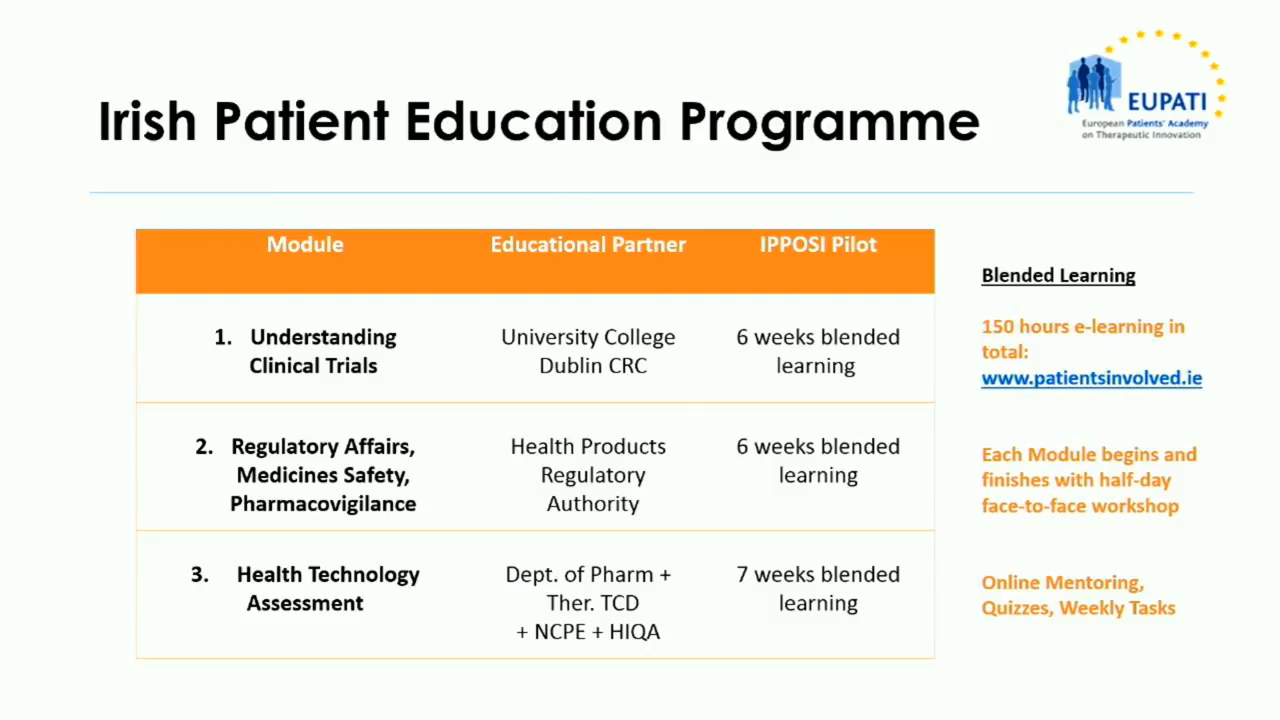 Irish Patient Education Programme
EUPATI
European Patients' Academy
on Therapeutic Innovation
Module Educational Partner IPPOSI Pilot
1. Understanding
Clinical Trials
University College
Dublin CRC
6 weeks blended
learning
2. Regulatory Affairs,
Medicines Safety,
Pharmacovigilance
Health Products
Regulatory
Authority
6 weeks blended
learning
3. Health Technology
Assessment
Dept. of Pharm +
Ther. TCD
+ NCPE + HIQA
7 weeks blended
learning
Blended Learning
150 hours e-learning in
total:
www.patientsinvolved.ie
Each Module begins and
finishes with half-day
face-to-face workshop
Online Mentoring,
Quizzes, Weekly Tasks